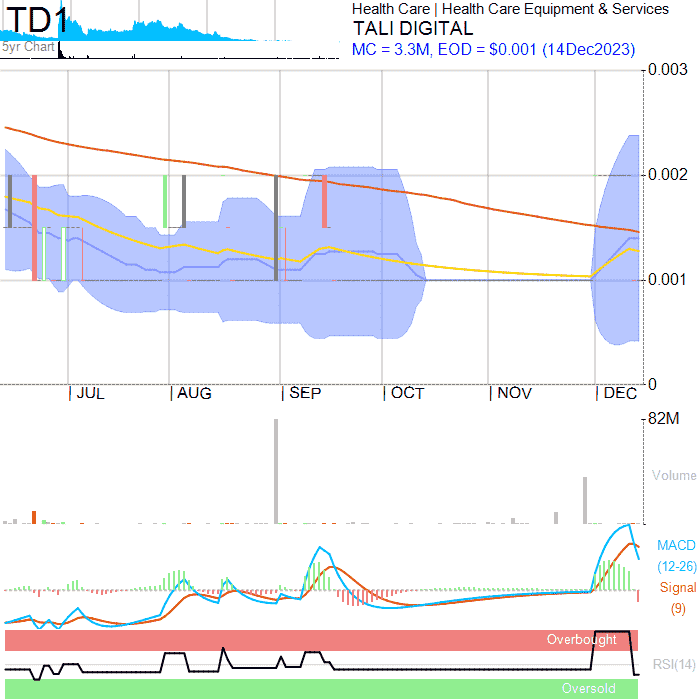 TD1
5yr Chart
Health Care | Health Care Equipment & Services
TALI DIGITAL
MC = 3.3M, EOD = $0.001 (14Dec2023)
0.003
0.002
0.001
0
JUL
AUG
SEP
OCT
NOV
DEC
82M
Volume
MACD
(12-26)
Signal
(9)
Overbought
RSI(14)
Oversold